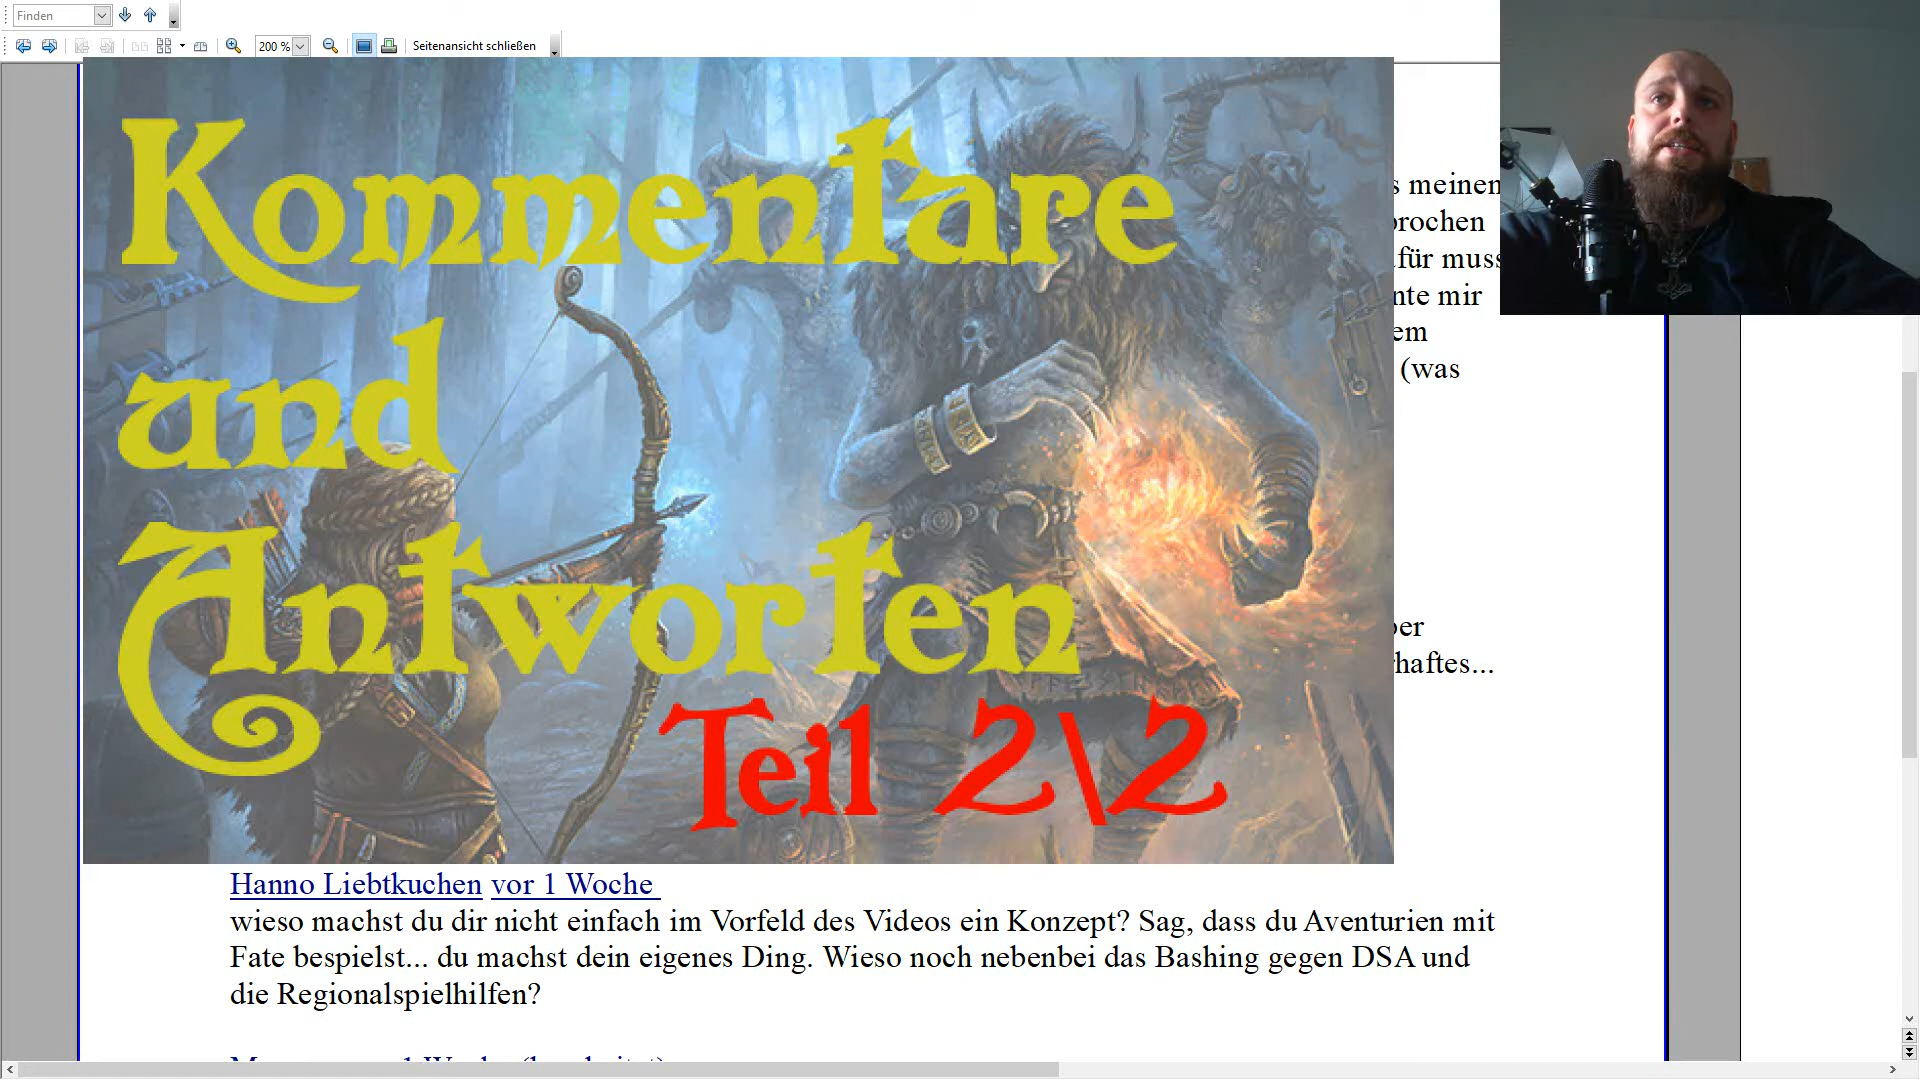 Finden
200 %
Seitenansicht schließen
Kommentare
und
Antworten
Teil 2\2
s meinen
rochen
für muss
nte mir
em
(was
per
haftes...
Hanno Liebtkuchen vor 1 Woche
wieso machst du dir nicht einfach im Vorfeld des Videos ein Konzept? Sag, dass du Aventurien mit
Fate bespielst... du machst dein eigenes Ding. Wieso noch nebenbei das Bashing gegen DSA und
die Regionalspielhilfen?